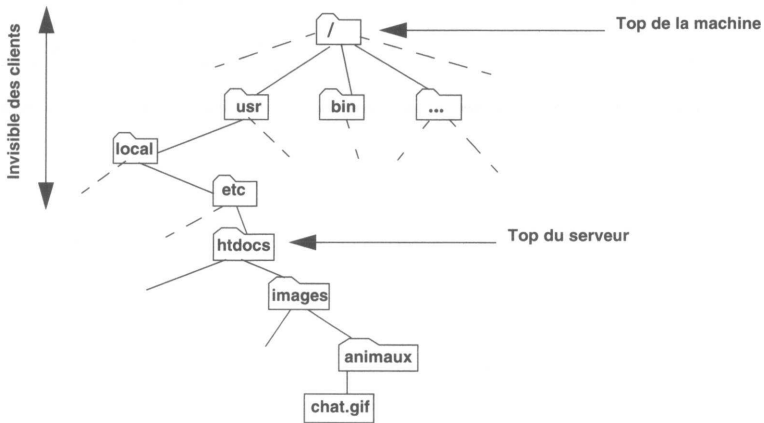 /
Top de la machine
Invisible des clients
usr
bin
...
local
etc
htdocs
Top du serveur
images
animaux
chat.gif